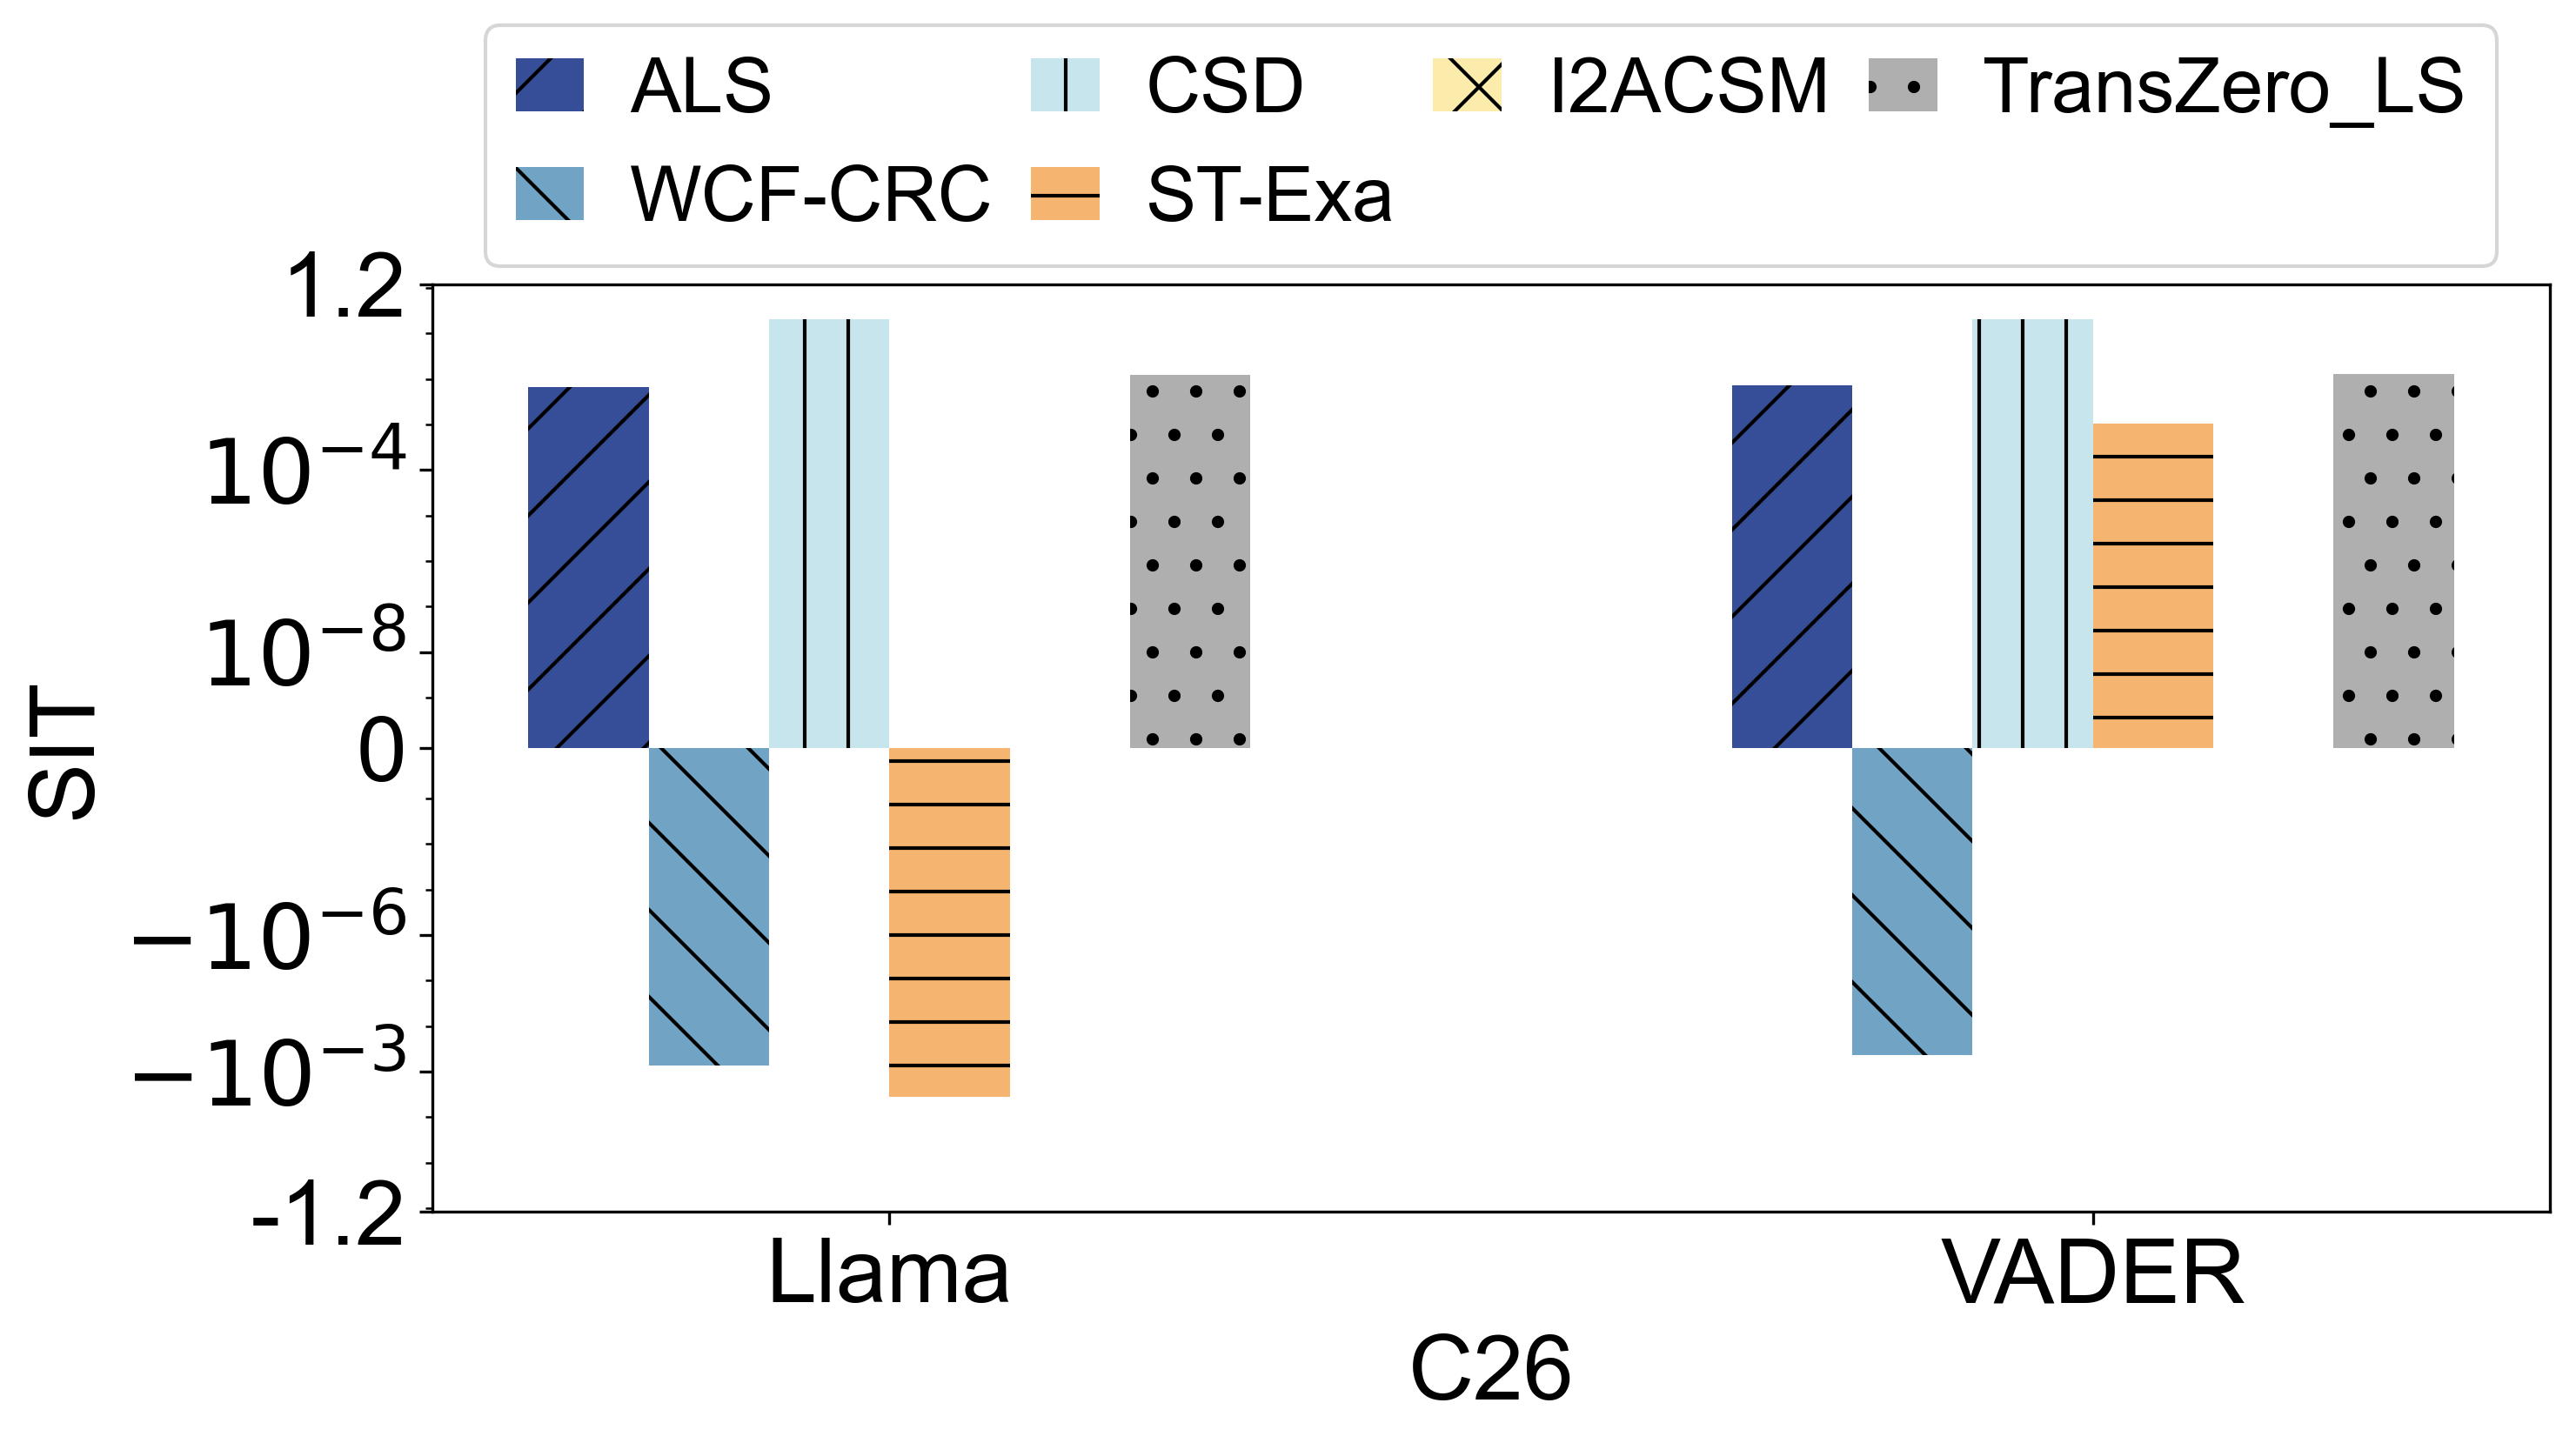 ALS CSD I2ACSM TransZero_LS
WCF-CRC ST-Exa
1.2
10⁻⁴
10⁻⁸
0
−10⁻⁶
−10⁻³
-1.2
SIT
Llama VADER
C26